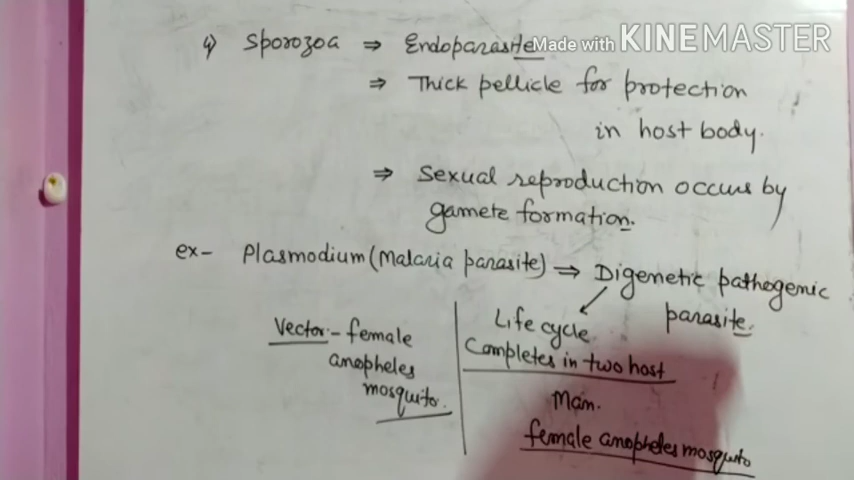 4) Sporozoa ⇒ Endoparasite
Made with KINEMASTER
⇒ Thick pellicle for protection
in host body.
⇒ Sexual reproduction occurs by
gamete formation.
ex- Plasmodium (Malaria parasite) ⇒ Digenetic pathogenic
parasite.
Vector:- female
anopheles
mosquito.
Life cycle
Completes in two host
Man.
female anopheles mosquito